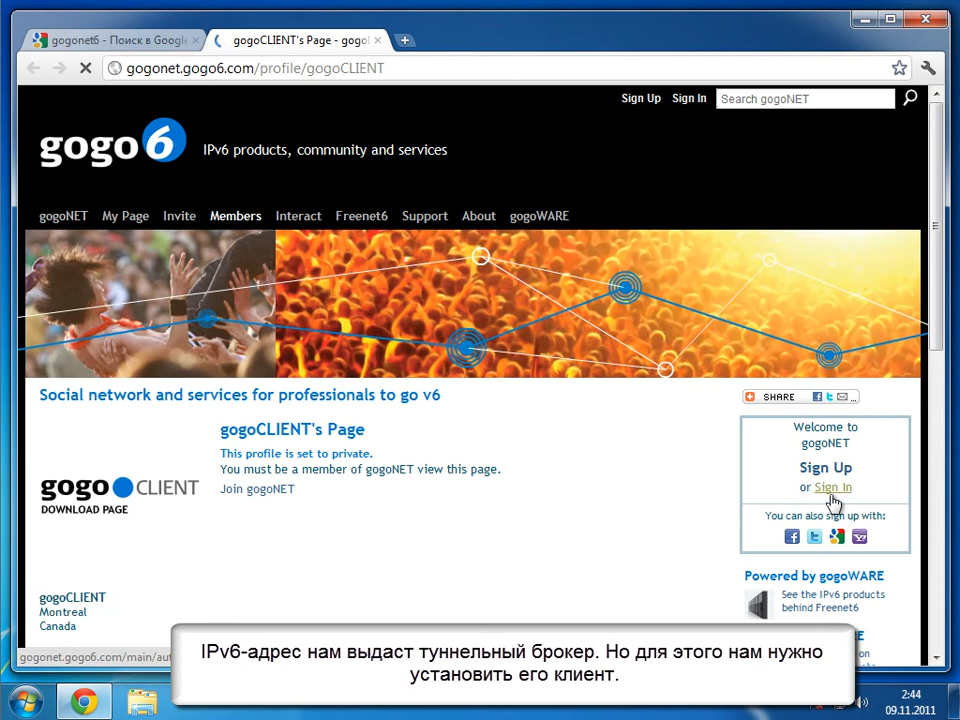 gogonet6 - Поиск в Google
gogoCLIENT's Page - gogo
gogonet.gogo6.com/profile/gogoCLIENT
Sign Up Sign In Search gogoNET
gogo6 IPv6 products, community and services
gogoNET My Page Invite Members Interact Freenet6 Support About gogoWARE
Social network and services for professionals to go v6
SHARE
gogoCLIENT's Page
This profile is set to private.
You must be a member of gogoNET view this page.
Join gogoNET
gogo CLIENT
DOWNLOAD PAGE
Welcome to
gogoNET
Sign Up
or Sign In
You can also sign up with:
Powered by gogoWARE
See the IPv6 products
behind Freenet6
gogoCLIENT
Montreal
Canada
gogonet.gogo6.com/main/au
IPv6-адрес нам выдаст туннельный брокер. Но для этого нам нужно
установить его клиент.
2:44
09.11.2011